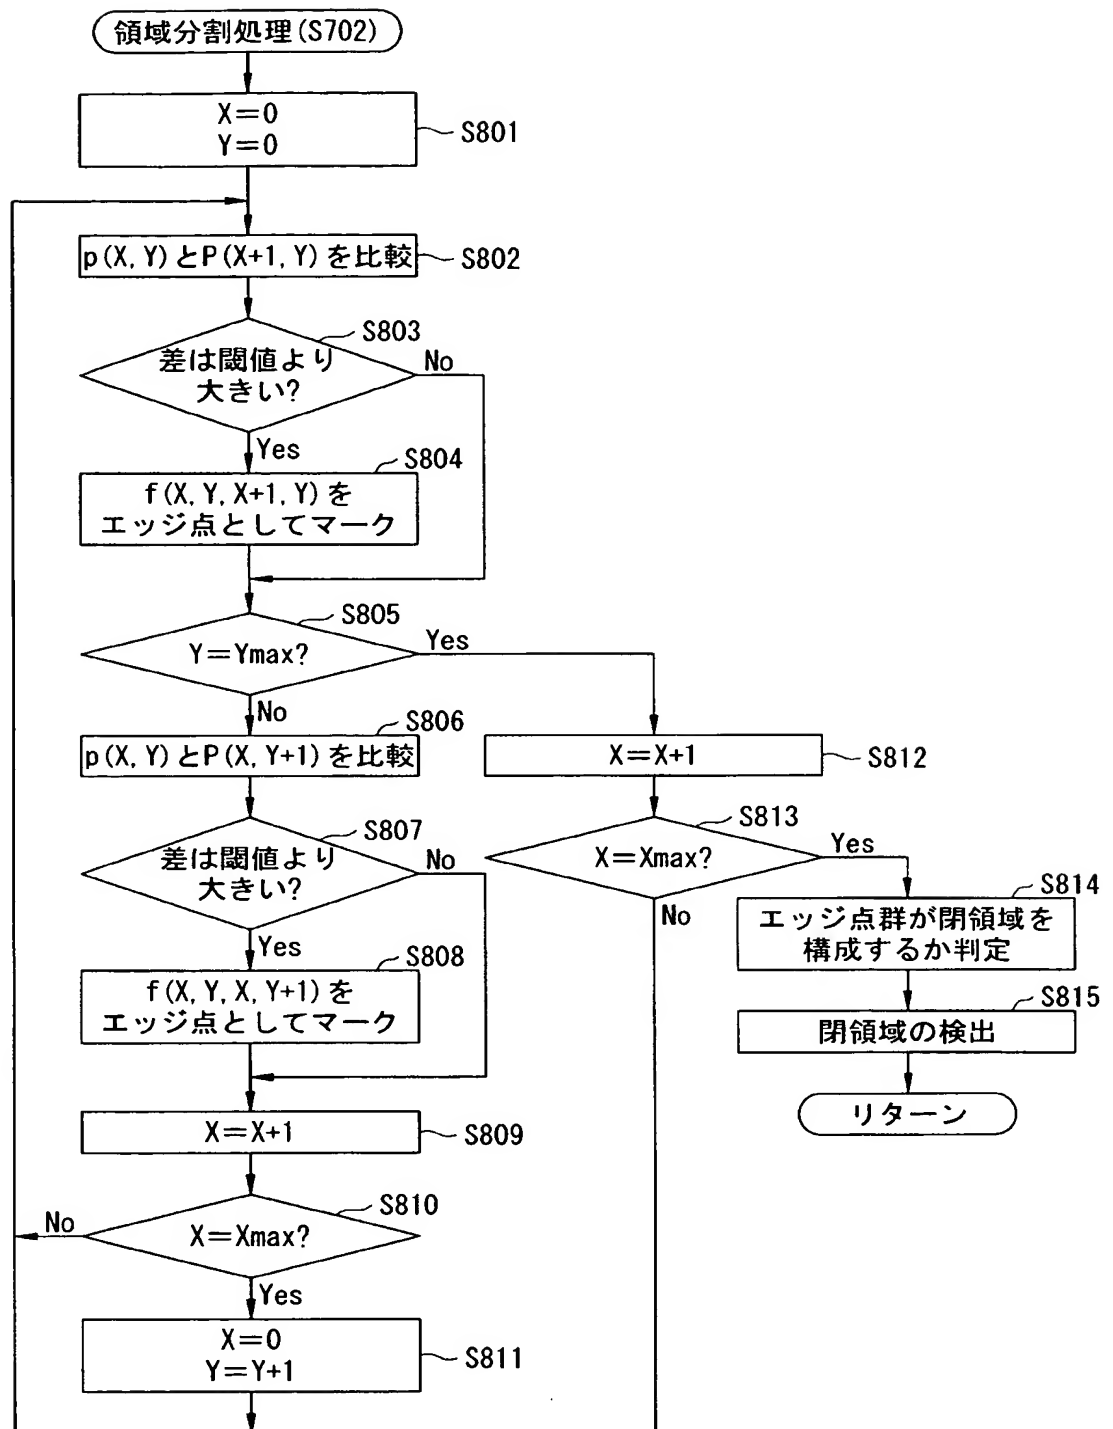 領域分割処理(S702)
X=0
Y=0
S801
p(X,Y)とP(X+1,Y)を比較
S802
S803
差は閾値より
大きい?
No
Yes
S804
f(X,Y,X+1,Y)を
エッジ点としてマーク
S805
Y=Ymax?
Yes
No
S806
p(X,Y)とP(X,Y+1)を比較
X=X+1
S812
S807
差は閾値より
大きい?
No
Yes
S813
X=Xmax?
Yes
No
S808
f(X,Y,X,Y+1)を
エッジ点としてマーク
S814
エッジ点群が閉領域を
構成するか判定
S815
閉領域の検出
リターン
X=X+1
S809
S810
X=Xmax?
No
Yes
X=0
Y=Y+1
S811